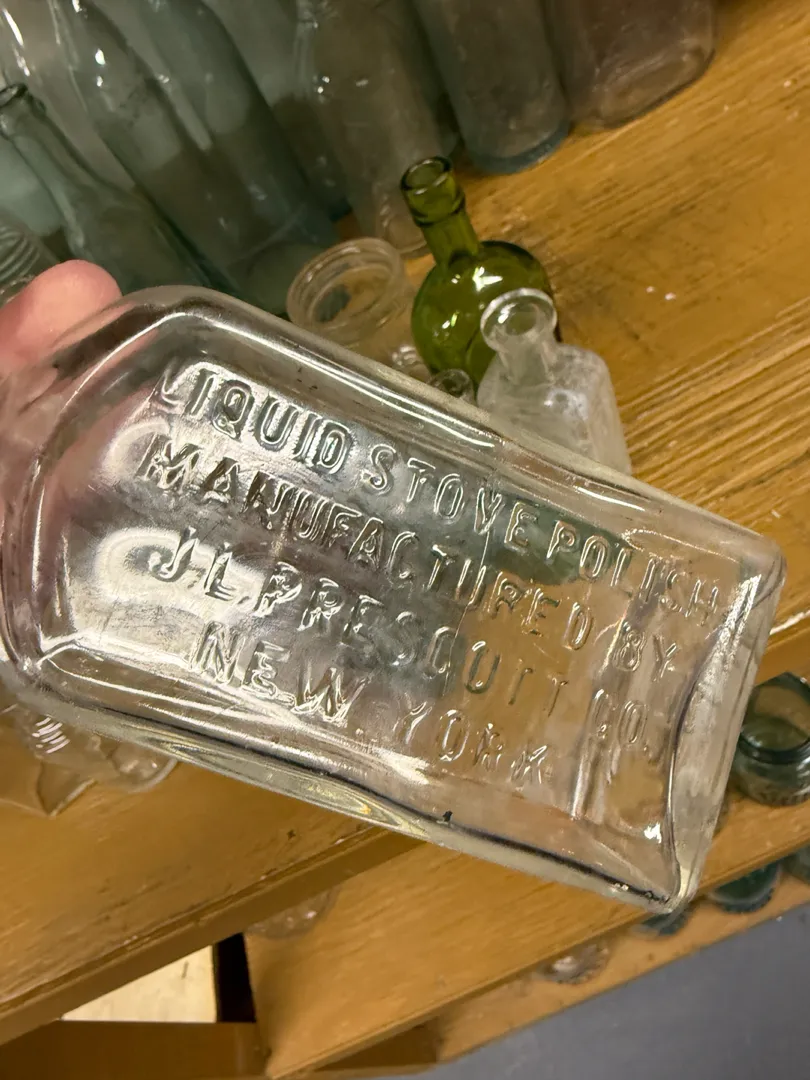 LIQUID STOVE POLISH
MANUFACTURED BY
J L PRESCOTT CO.
NEW YORK